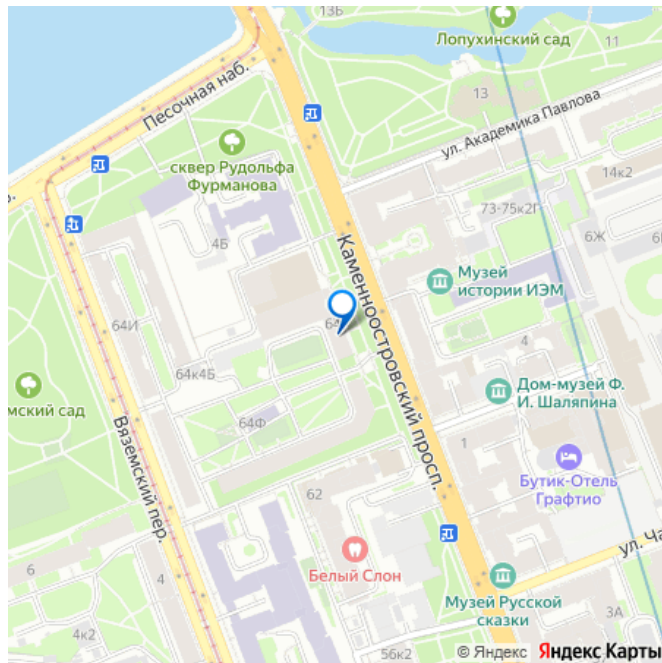 13Б
Лопухинский сад
11
Песочная наб.
13
ул. Академика Павлова
сквер Рудольфа
Фурманова
14к2
73-75к2Г
6Ж
4Б
Каменноостровский просп.
Музей
истории ИЭМ
64И
64к4Б
мский сад
Дом-музей Ф.
И. Шаляпина
64Ф
Вяземский пер.
1
Бутик-Отель
Графтио
62
ул. Ча
Белый Слон
6
4
Музей Русской
сказки
3А
4к2
56к2
© Яндекс Яндекс Карты